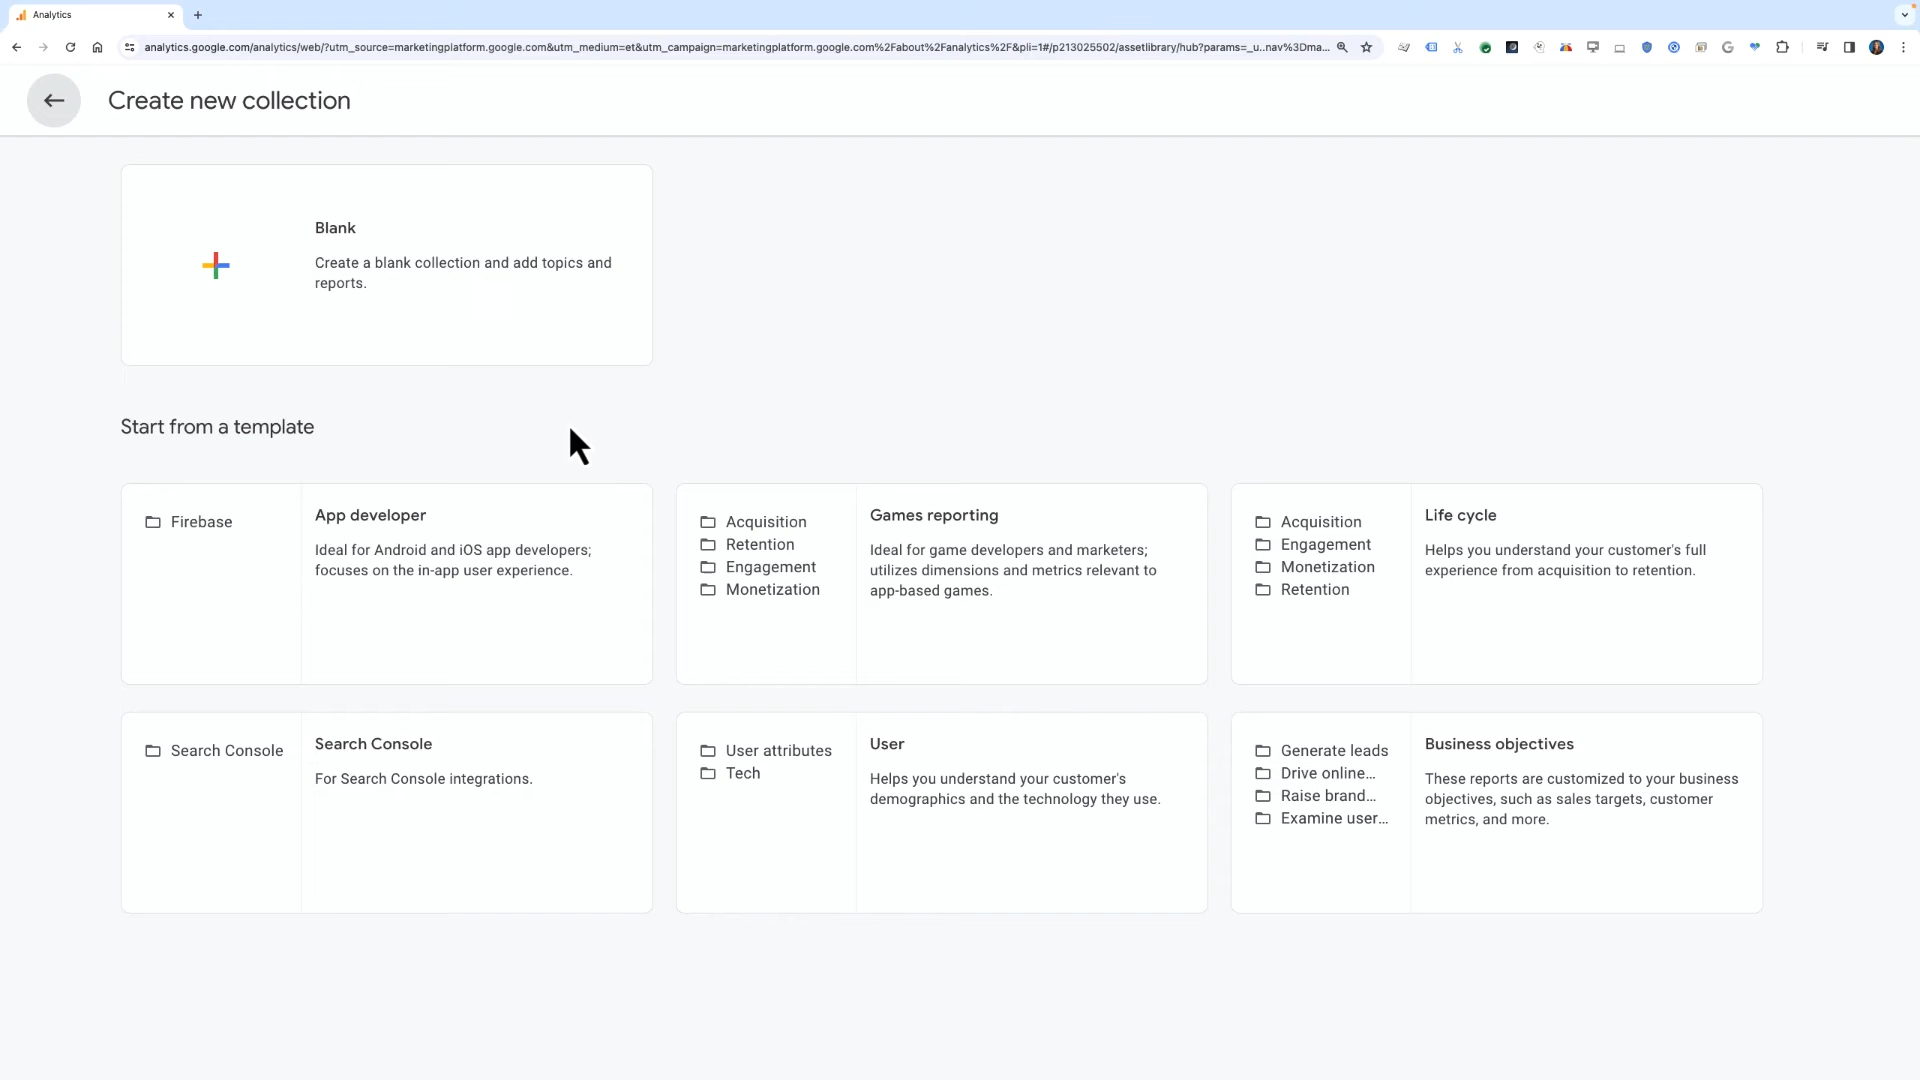 Analytics
analytics.google.com/analytics/web/?utm_source=marketingplatform.google.com&utm_medium=et&utm_campaign=marketingplatform.google.com%2Fabout%2Fanalytics%2F&pli=1#/p213025502/assetlibrary/hub?params=_u..nav%3Dma...
Create new collection
Blank
Create a blank collection and add topics and
reports.
Start from a template
Firebase
App developer
Ideal for Android and iOS app developers;
focuses on the in-app user experience.
Acquisition
Retention
Engagement
Monetization
Games reporting
Ideal for game developers and marketers;
utilizes dimensions and metrics relevant to
app-based games.
Acquisition
Engagement
Monetization
Retention
Life cycle
Helps you understand your customer's full
experience from acquisition to retention.
Search Console
Search Console
For Search Console integrations.
User attributes
Tech
User
Helps you understand your customer's
demographics and the technology they use.
Generate leads
Drive online...
Raise brand...
Examine user...
Business objectives
These reports are customized to your business
objectives, such as sales targets, customer
metrics, and more.